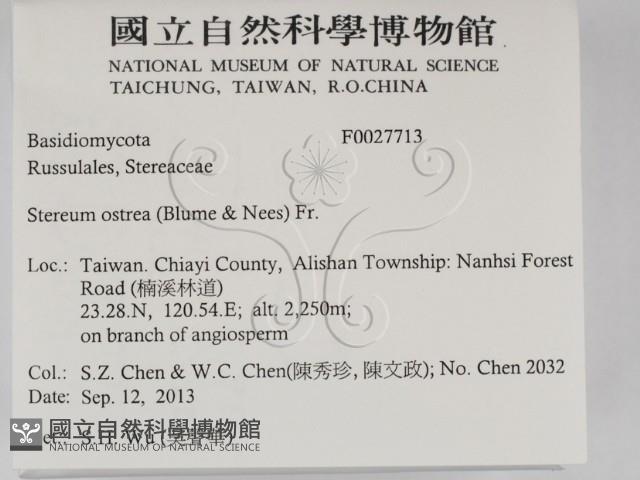 國立自然科學博物館
NATIONAL MUSEUM OF NATURAL SCIENCE
TAICHUNG, TAIWAN, R.O.CHINA
Basidiomycota F0027713
Russulales, Stereaceae
Stereum ostrea (Blume & Nees) Fr.
Loc.: Taiwan. Chiayi County, Alishan Township: Nanhsi Forest
Road (楠溪林道)
23.28.N, 120.54.E; alt. 2,250m;
on branch of angiosperm
Col.: S.Z. Chen & W.C. Chen(陳秀珍, 陳文政); No. Chen 2032
Date: Sep. 12, 2013
S.H. Wu
國立自然科學博物館
NATIONAL MUSEUM OF NATURAL SCIENCE